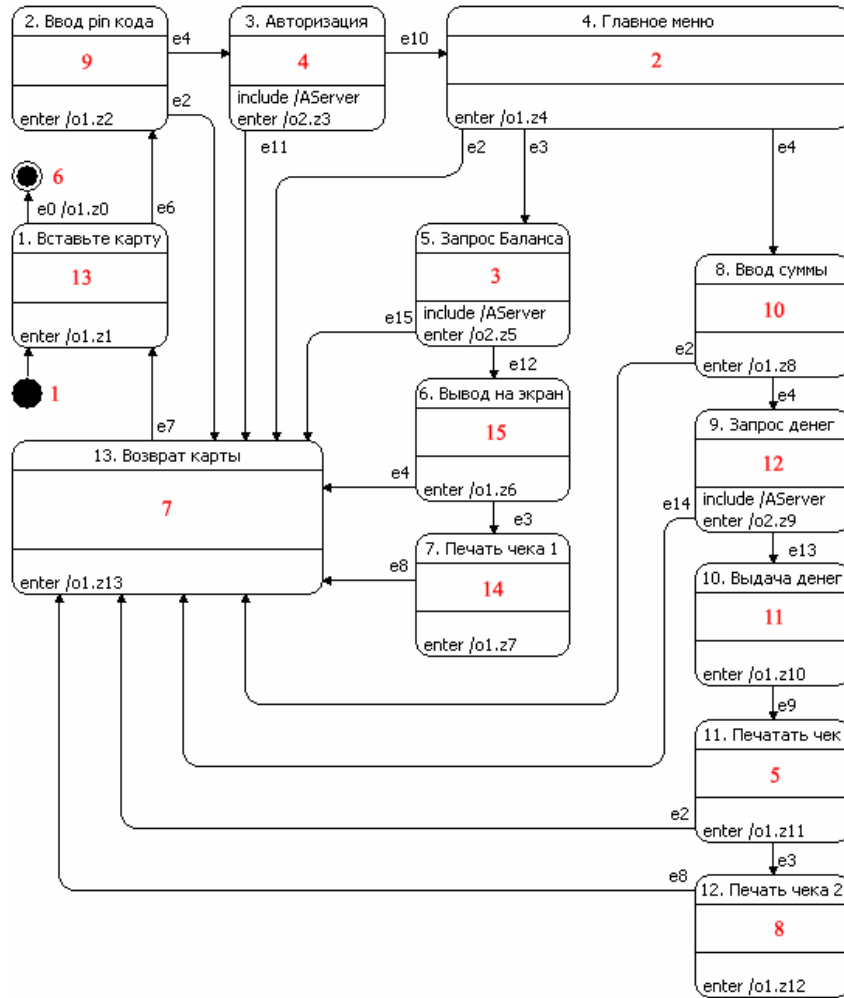 2. Ввод pin кода
9
enter /o1.z2
e4
e2
3. Авторизация
4
include /AServer
enter /o2.z3
e10
e11
4. Главное меню
2
enter /o1.z4
e2
e3
e4
6
e0 /o1.z0
e6
1. Вставьте карту
13
enter /o1.z1
1
e7
5. Запрос Баланса
3
include /AServer
enter /o2.z5
e15
e12
8. Ввод суммы
10
enter /o1.z8
e2
e4
6. Вывод на экран
15
enter /o1.z6
e4
e3
9. Запрос денег
12
include /AServer
enter /o2.z9
e14
e13
13. Возврат карты
7
enter /o1.z13
7. Печать чека 1
14
enter /o1.z7
e8
10. Выдача денег
11
enter /o1.z10
e9
11. Печатать чек
5
enter /o1.z11
e2
e3
12. Печать чека 2
8
enter /o1.z12
e8